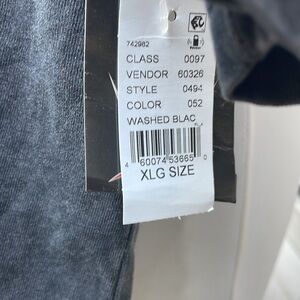 742982
CLASS 0097
VENDOR 60326
STYLE 0494
COLOR 052
WASHED BLAC
4 60074 53665 0
XLG SIZE